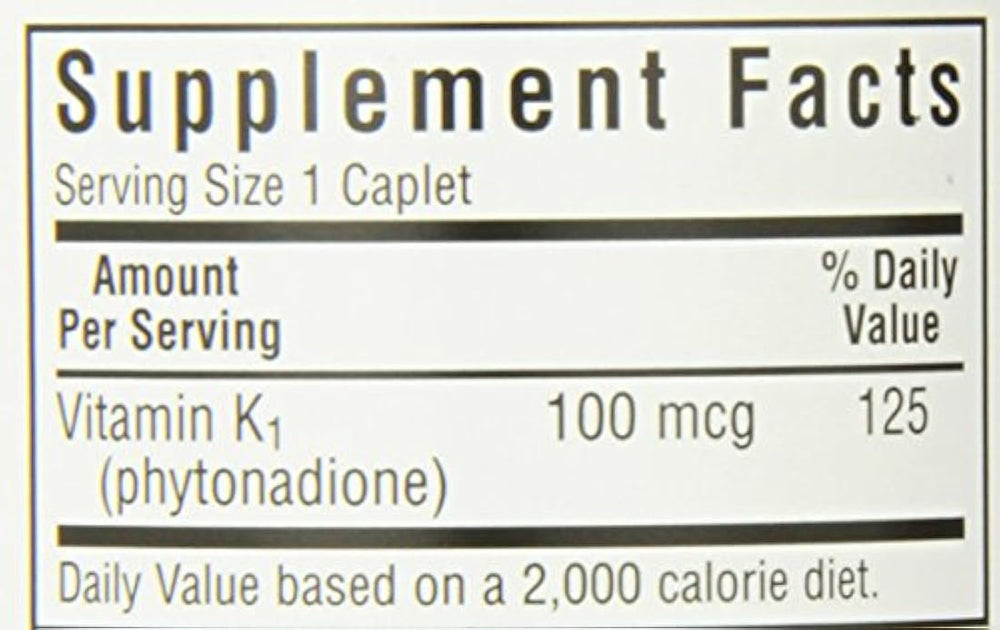 Supplement Facts
Serving Size 1 Caplet
Amount
Per Serving
% Daily
Value
Vitamin K₁ 100 mcg 125
(phytonadione)
Daily Value based on a 2,000 calorie diet.